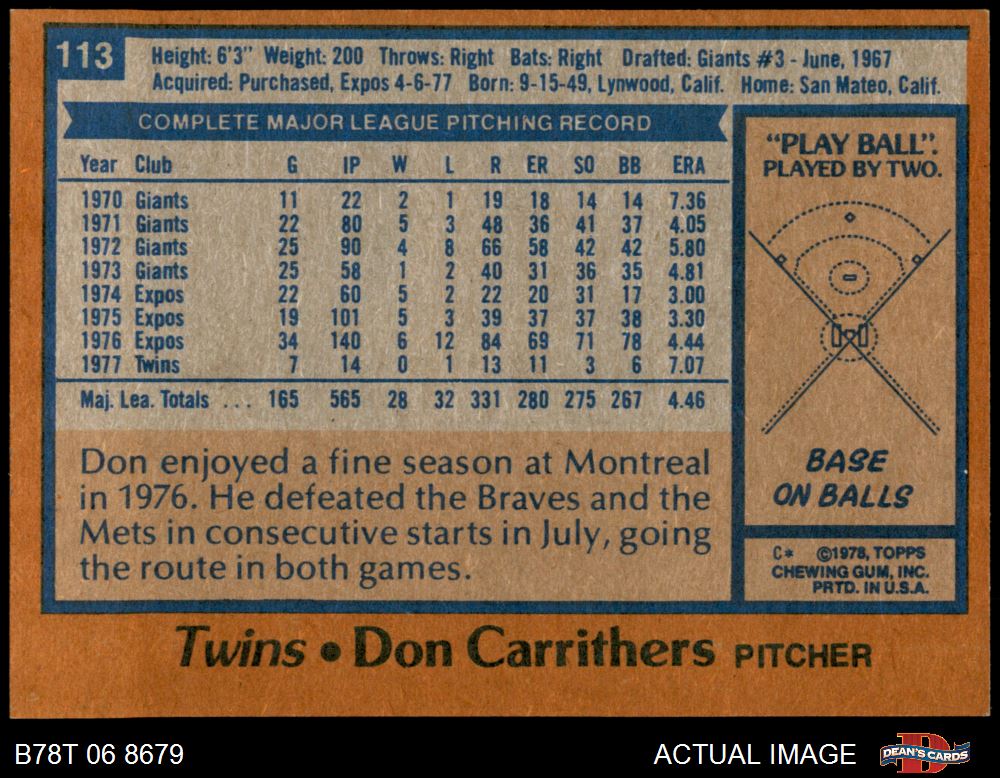 113
Height: 6'3" Weight: 200 Throws: Right Bats: Right Drafted: Giants #3 - June, 1967
Acquired: Purchased, Expos 4-6-77 Born: 9-15-49, Lynwood, Calif. Home: San Mateo, Calif.
COMPLETE MAJOR LEAGUE PITCHING RECORD
Year Club G IP W L R ER SO BB ERA
1970 Giants 11 22 2 1 19 18 14 14 7.36
1971 Giants 22 80 5 3 48 36 41 37 4.05
1972 Giants 25 90 4 8 66 58 42 42 5.80
1973 Giants 25 58 1 2 40 31 36 35 4.81
1974 Expos 22 60 5 2 22 20 31 17 3.00
1975 Expos 19 101 5 3 39 37 37 38 3.30
1976 Expos 34 140 6 12 84 69 71 78 4.44
1977 Twins 7 14 0 1 13 11 3 6 7.07
Maj. Lea. Totals ... 165 565 28 32 331 280 275 267 4.46
Don enjoyed a fine season at Montreal
in 1976. He defeated the Braves and the
Mets in consecutive starts in July, going
the route in both games.
"PLAY BALL".
PLAYED BY TWO.
BASE
ON BALLS
C* ©1978, TOPPS
CHEWING GUM, INC.
PRTD. IN U.S.A.
Twins • Don Carrithers PITCHER
B78T 06 8679
ACTUAL IMAGE
DEAN'S CARDS